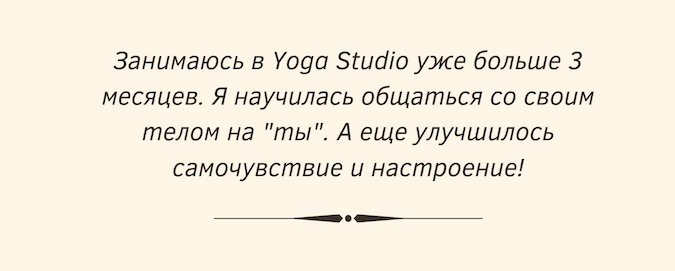 Занимаюсь в Yoga Studio уже больше 3
месяцев. Я научилась общаться со своим
телом на "ты". А еще улучшилось
самочувствие и настроение!